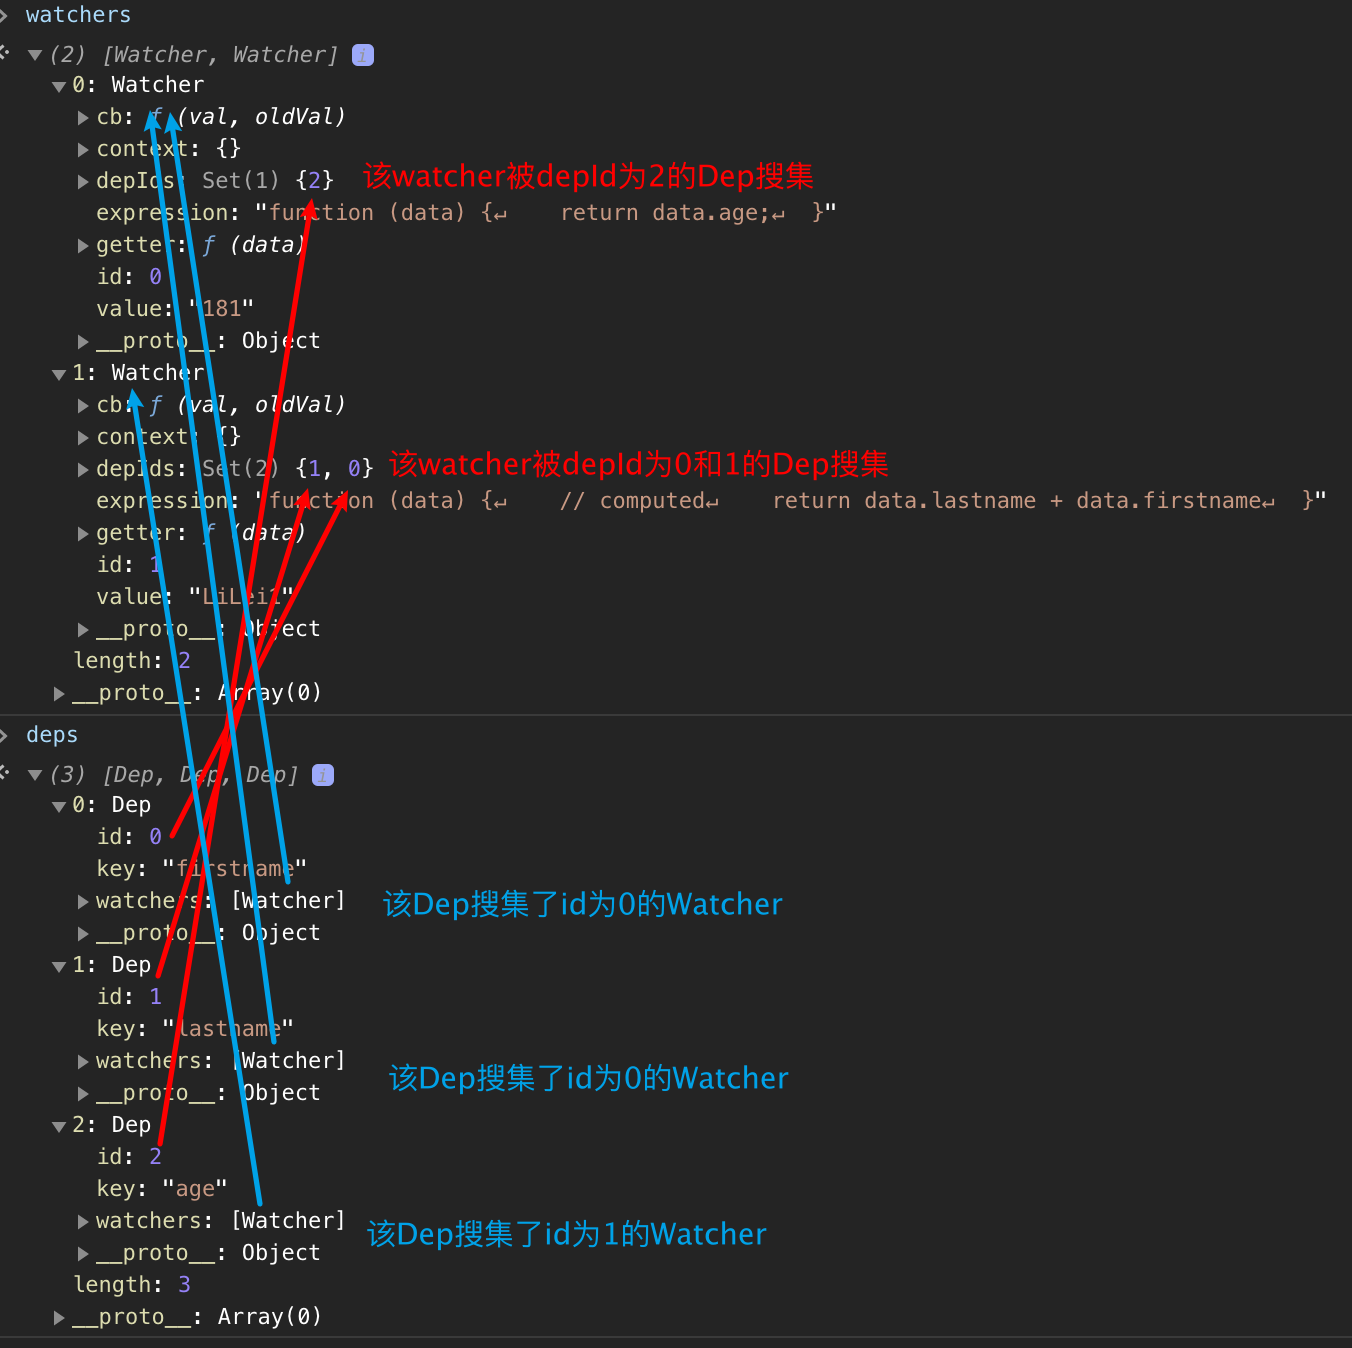 watchers
(2) [Watcher, Watcher] i
0: Watcher
cb: ƒ (val, oldVal)
context: {}
depIds: Set(1) {2} 该watcher被depId为2的Dep搜集
expression: "function (data) {↵    return data.age;↵  }"
getter: ƒ (data)
id: 0
value: "181"
__proto__: Object
1: Watcher
cb: ƒ (val, oldVal)
context: {}
depIds: Set(2) {1, 0} 该watcher被depId为0和1的Dep搜集
expression: "function (data) {↵    // computed↵    return data.lastname + data.firstname↵  }"
getter: ƒ (data)
id: 1
value: "LiLei1"
__proto__: Object
length: 2
__proto__: Array(0)
deps
(3) [Dep, Dep, Dep] i
0: Dep
id: 0
key: "firstname"
watchers: [Watcher] 该Dep搜集了id为0的Watcher
__proto__: Object
1: Dep
id: 1
key: "lastname"
watchers: [Watcher] 该Dep搜集了id为0的Watcher
__proto__: Object
2: Dep
id: 2
key: "age"
watchers: [Watcher] 该Dep搜集了id为1的Watcher
__proto__: Object
length: 3
__proto__: Array(0)